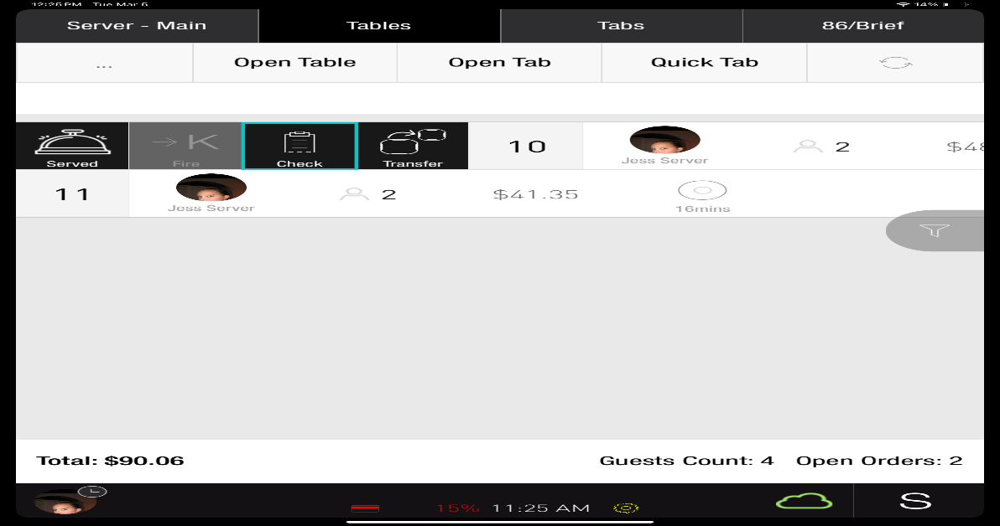 12:25 PM Tue Mar 5 14%
Server - Main Tables Tabs 86/Brief
... Open Table Open Tab Quick Tab
Served Fire Check Transfer 10 Jess Server 2
11 Jess Server 2 $41.35 16mins
Total: $90.06 Guests Count: 4 Open Orders: 2
15% 11:25 AM S